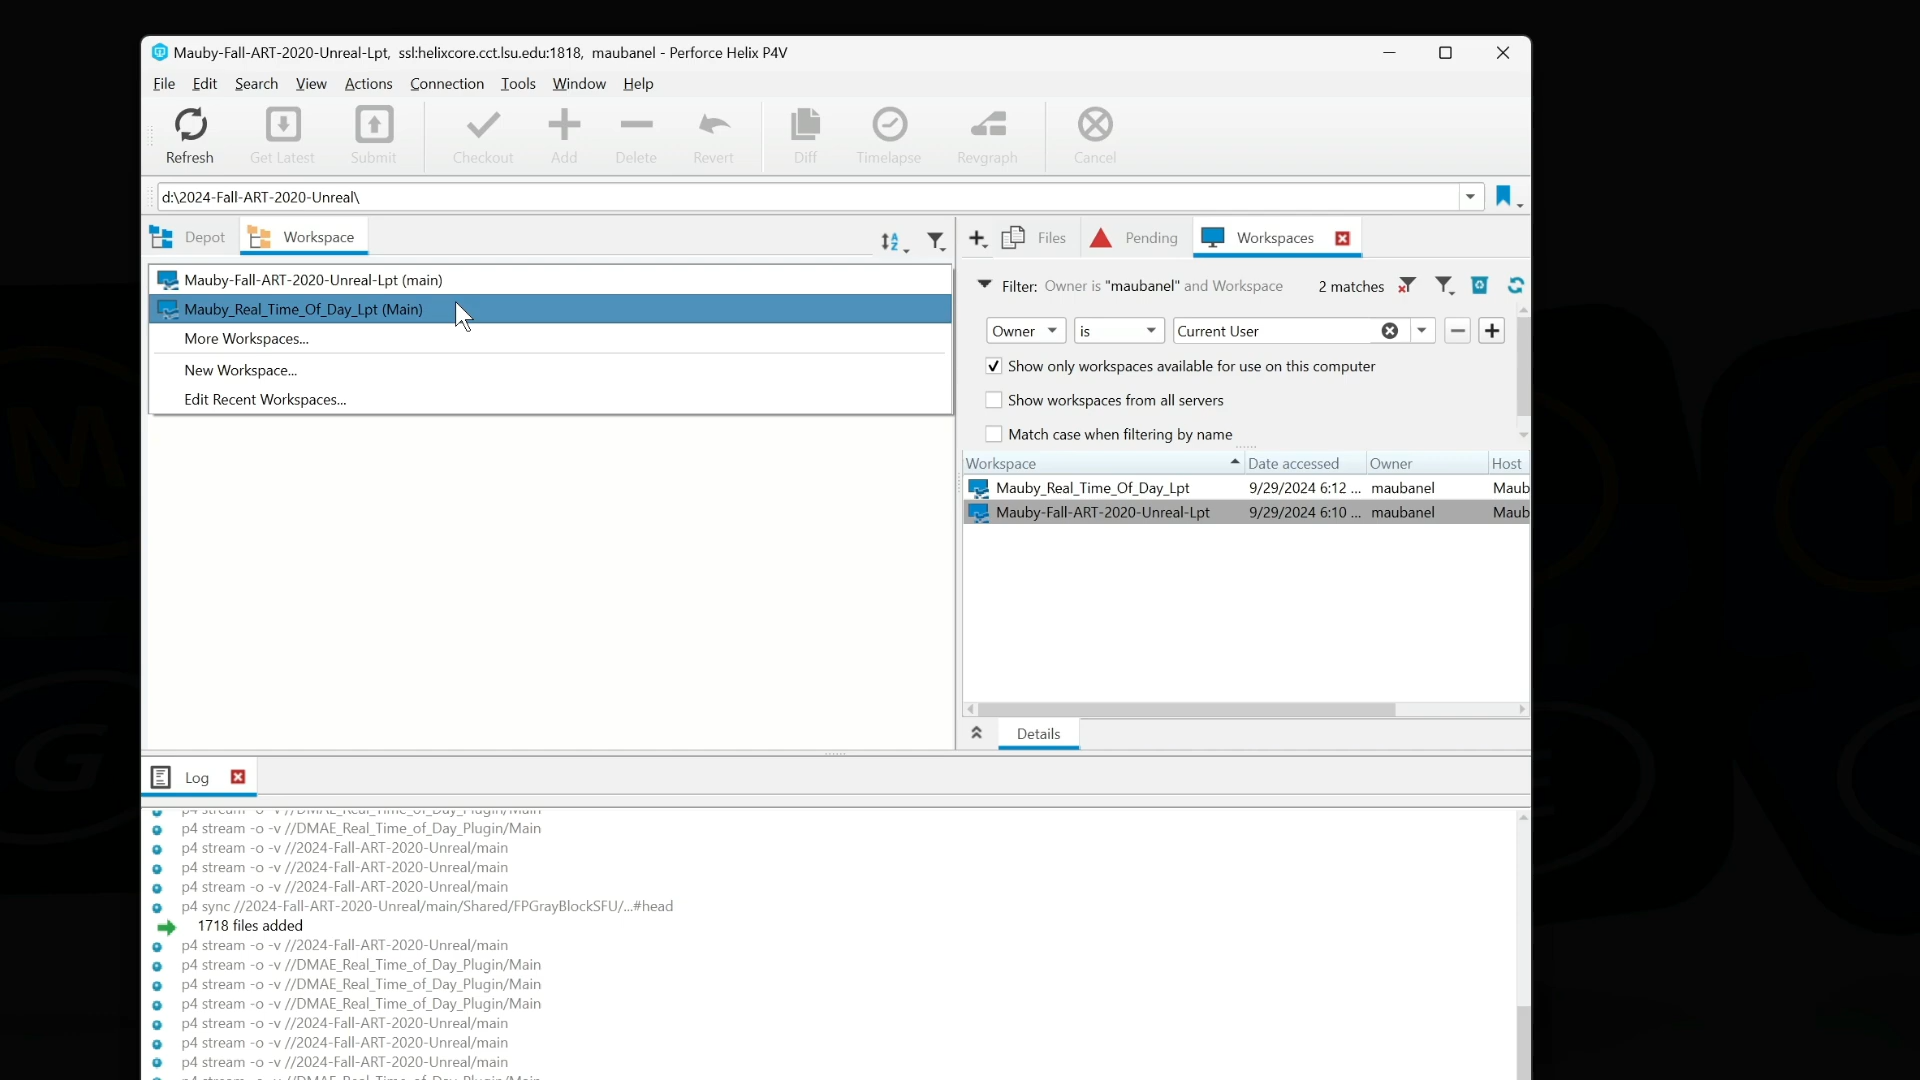 Mauby-Fall-ART-2020-Unreal-Lpt, ssl:helixcore.cct.lsu.edu:1818, maubanel - Perforce Helix P4V
File Edit Search View Actions Connection Tools Window Help
Refresh Get Latest Submit Checkout Add Delete Revert Diff Timelapse Revgraph Cancel
d:\2024-Fall-ART-2020-Unreal\
Depot Workspace
Files Pending Workspaces
Mauby-Fall-ART-2020-Unreal-Lpt (main)
Mauby_Real_Time_Of_Day_Lpt (Main)
More Workspaces...
New Workspace...
Edit Recent Workspaces...
Filter: Owner is "maubanel" and Workspace 2 matches
Owner is Current User
Show only workspaces available for use on this computer
Show workspaces from all servers
Match case when filtering by name
Workspace Date accessed Owner Host
Mauby_Real_Time_Of_Day_Lpt 9/29/2024 6:12 ... maubanel Maub
Mauby-Fall-ART-2020-Unreal-Lpt 9/29/2024 6:10 ... maubanel Maub
Details
Log
p4 stream -o -v //DMAE_Real_Time_of_Day_Plugin/Main
p4 stream -o -v //DMAE_Real_Time_of_Day_Plugin/Main
p4 stream -o -v //2024-Fall-ART-2020-Unreal/main
p4 stream -o -v //2024-Fall-ART-2020-Unreal/main
p4 stream -o -v //2024-Fall-ART-2020-Unreal/main
p4 sync //2024-Fall-ART-2020-Unreal/main/Shared/FPGrayBlockSFU/...#head
1718 files added
p4 stream -o -v //2024-Fall-ART-2020-Unreal/main
p4 stream -o -v //DMAE_Real_Time_of_Day_Plugin/Main
p4 stream -o -v //DMAE_Real_Time_of_Day_Plugin/Main
p4 stream -o -v //DMAE_Real_Time_of_Day_Plugin/Main
p4 stream -o -v //2024-Fall-ART-2020-Unreal/main
p4 stream -o -v //2024-Fall-ART-2020-Unreal/main
p4 stream -o -v //2024-Fall-ART-2020-Unreal/main